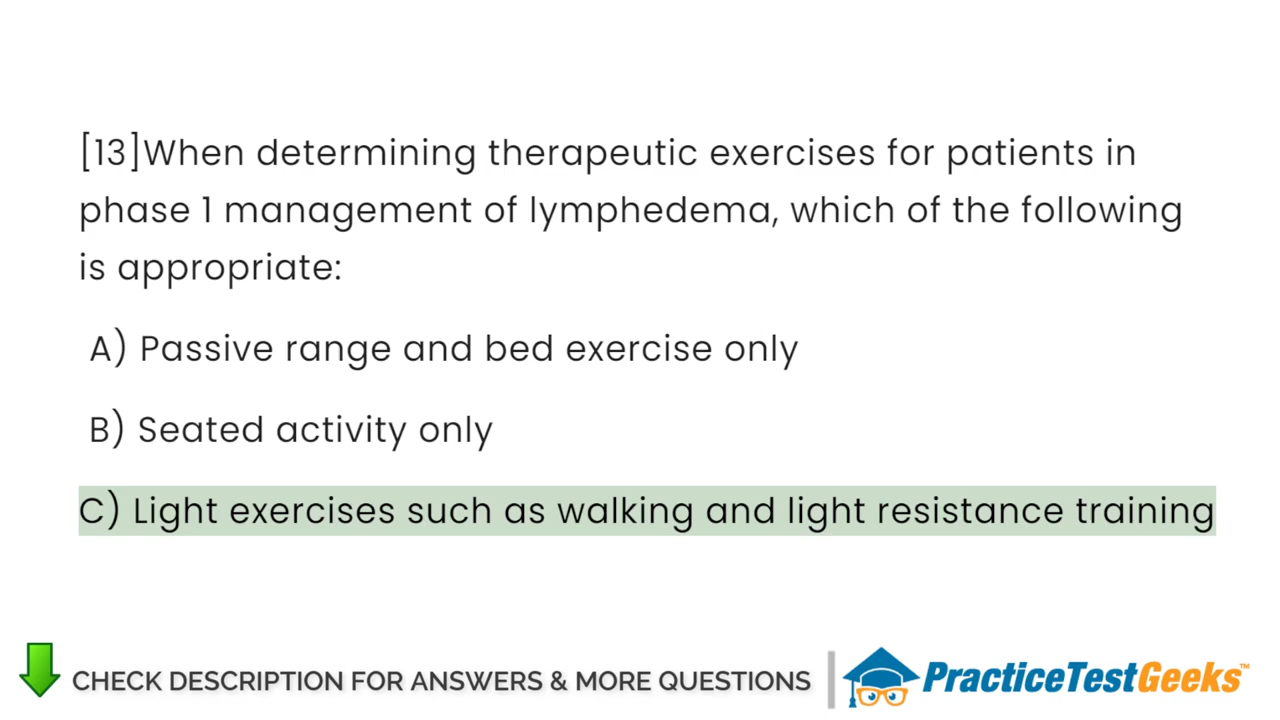 [13]When determining therapeutic exercises for patients in
phase 1 management of lymphedema, which of the following
is appropriate:
A) Passive range and bed exercise only
B) Seated activity only
C) Light exercises such as walking and light resistance training
CHECK DESCRIPTION FOR ANSWERS & MORE QUESTIONS
PracticeTestGeeks™